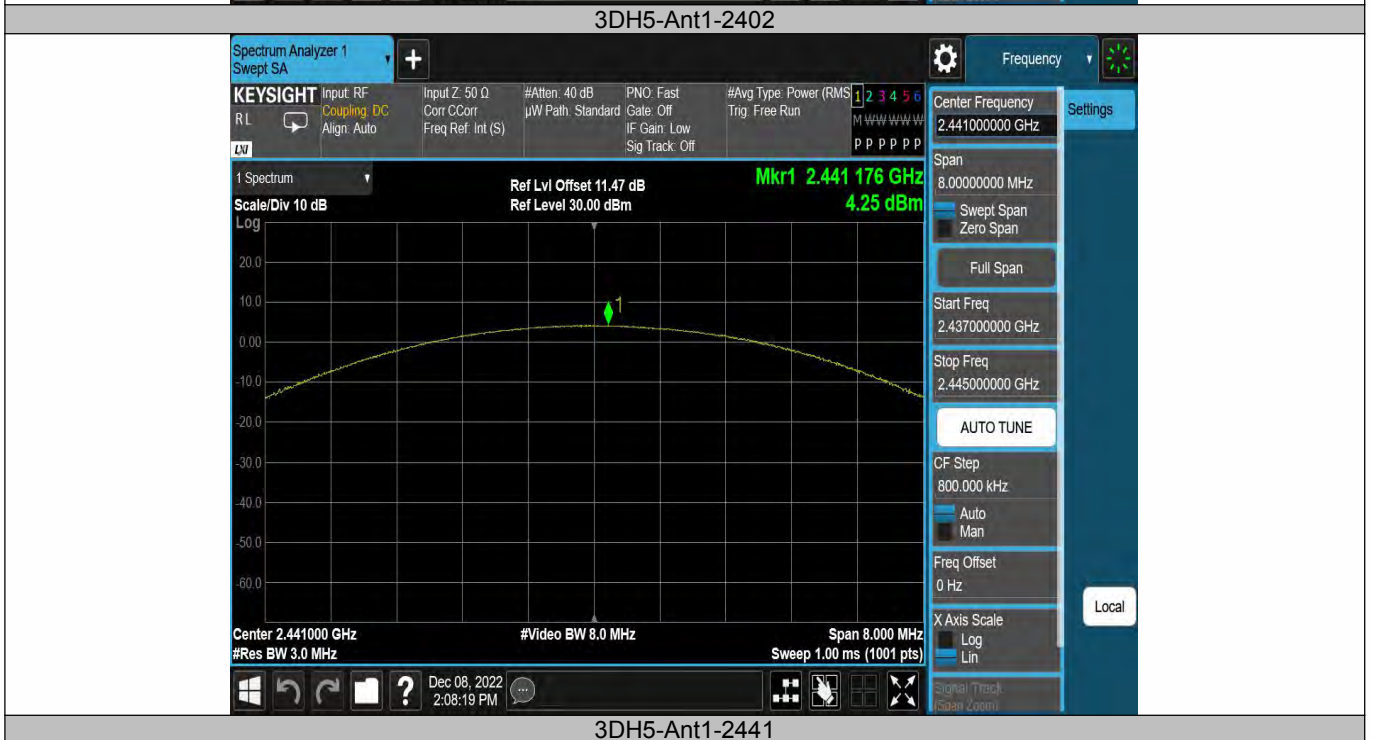 3DH5-Ant1-2402
Spectrum Analyzer 1
Swept SA
+
Frequency
KEYSIGHT
RL
LXI
Input: RF
Coupling: DC
Align: Auto
Input Z: 50 Ω
Corr CCorr
Freq Ref: Int (S)
#Atten: 40 dB
µW Path: Standard
PNO: Fast
Gate: Off
IF Gain: Low
Sig Track: Off
#Avg Type: Power (RMS
Trig: Free Run
1 2 3 4 5 6
M W W W W W
P P P P P P
Center Frequency
2.441000000 GHz
Settings
1 Spectrum
Scale/Div 10 dB
Log
Ref Lvl Offset 11.47 dB
Ref Level 30.00 dBm
Mkr1 2.441 176 GHz
4.25 dBm
Span
8.00000000 MHz
Swept Span
Zero Span
Full Span
Start Freq
2.437000000 GHz
Stop Freq
2.445000000 GHz
AUTO TUNE
CF Step
800.000 kHz
Auto
Man
Freq Offset
0 Hz
X Axis Scale
Log
Lin
Signal Track
(Span Zoom)
Local
20.0
10.0
1
0.00
-10.0
-20.0
-30.0
-40.0
-50.0
-60.0
Center 2.441000 GHz
#Video BW 8.0 MHz
Span 8.000 MHz
#Res BW 3.0 MHz
Sweep 1.00 ms (1001 pts)
?
Dec 08, 2022
2:08:19 PM
3DH5-Ant1-2441